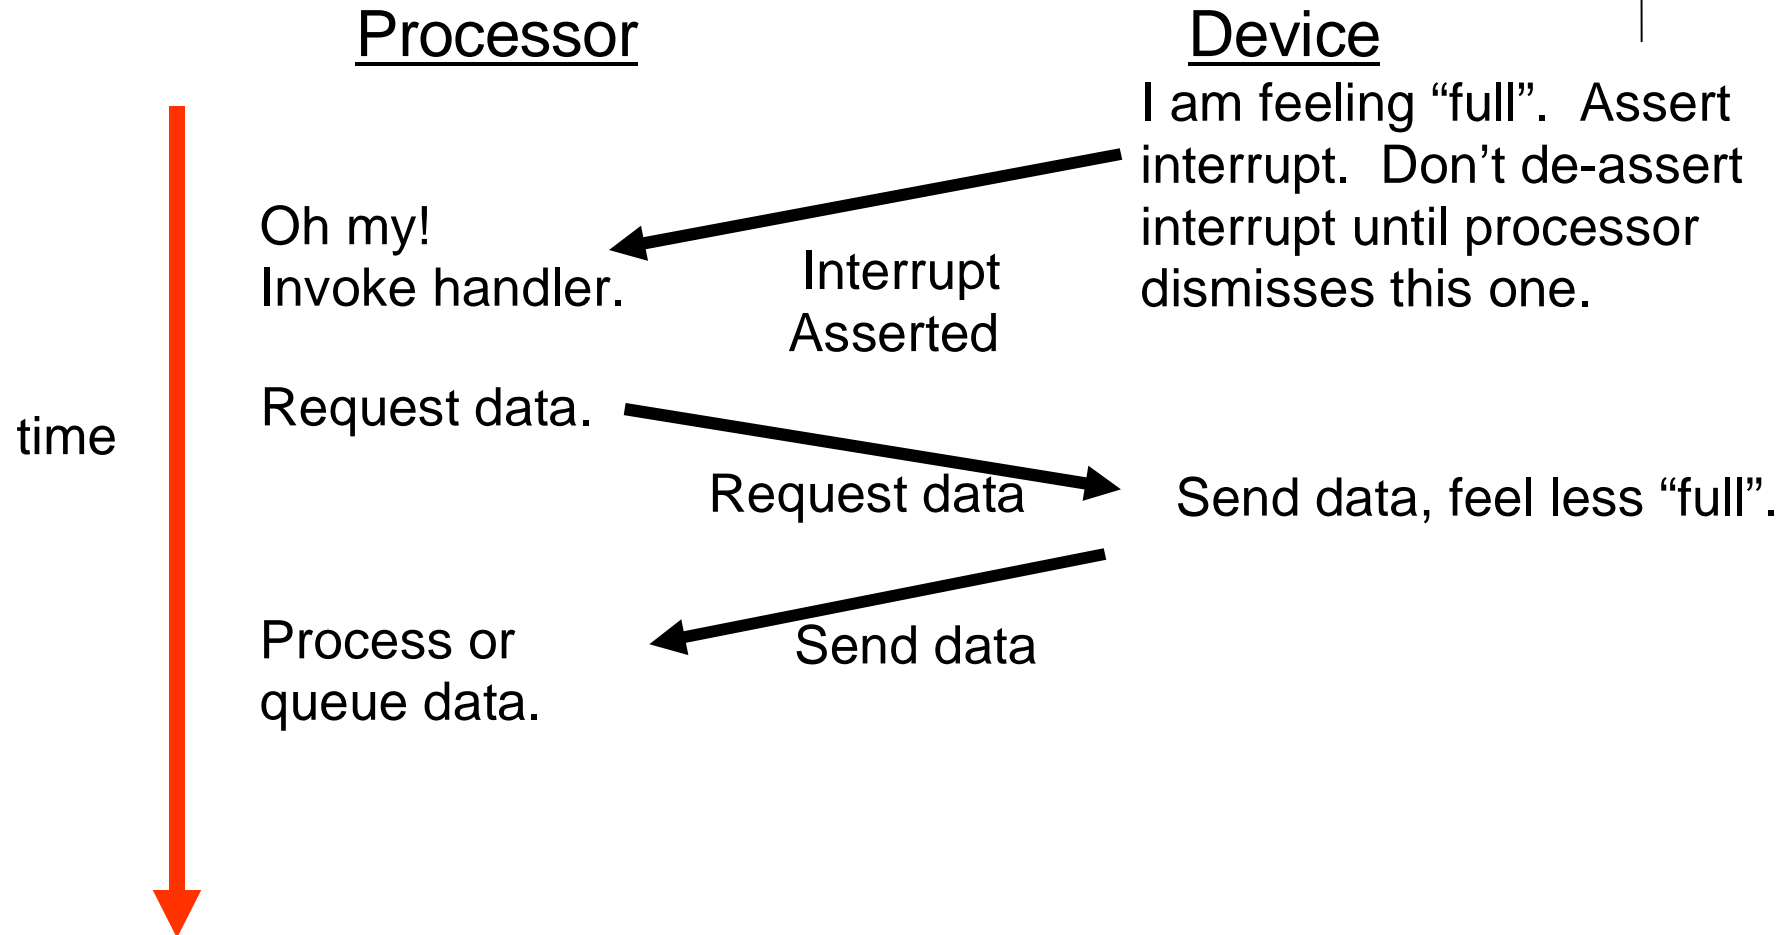 Processor
Device
I am feeling “full”. Assert
interrupt. Don’t de-assert
interrupt until processor
dismisses this one.
Oh my!
Invoke handler.
Interrupt
Asserted
Request data.
time
Request data
Send data, feel less “full”.
Process or
queue data.
Send data